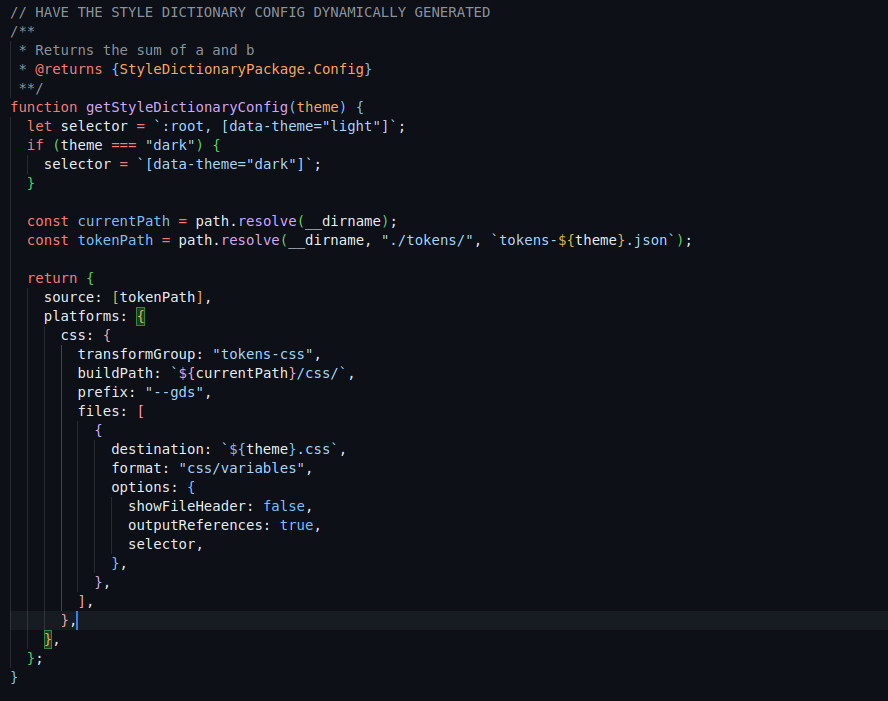 // HAVE THE STYLE DICTIONARY CONFIG DYNAMICALLY GENERATED
/**
 * Returns the sum of a and b
 * @returns {StyleDictionaryPackage.Config}
 **/
function getStyleDictionaryConfig(theme) {
  let selector = `:root, [data-theme="light"]`;
  if (theme === "dark") {
    selector = `[data-theme="dark"]`;
  }

  const currentPath = path.resolve(__dirname);
  const tokenPath = path.resolve(__dirname, "./tokens/", `tokens-${theme}.json`);

  return {
    source: [tokenPath],
    platforms: {
      css: {
        transformGroup: "tokens-css",
        buildPath: `${currentPath}/css/`,
        prefix: "--gds",
        files: [
          {
            destination: `${theme}.css`,
            format: "css/variables",
            options: {
              showFileHeader: false,
              outputReferences: true,
              selector,
            },
          },
        ],
      },
    },
  };
}